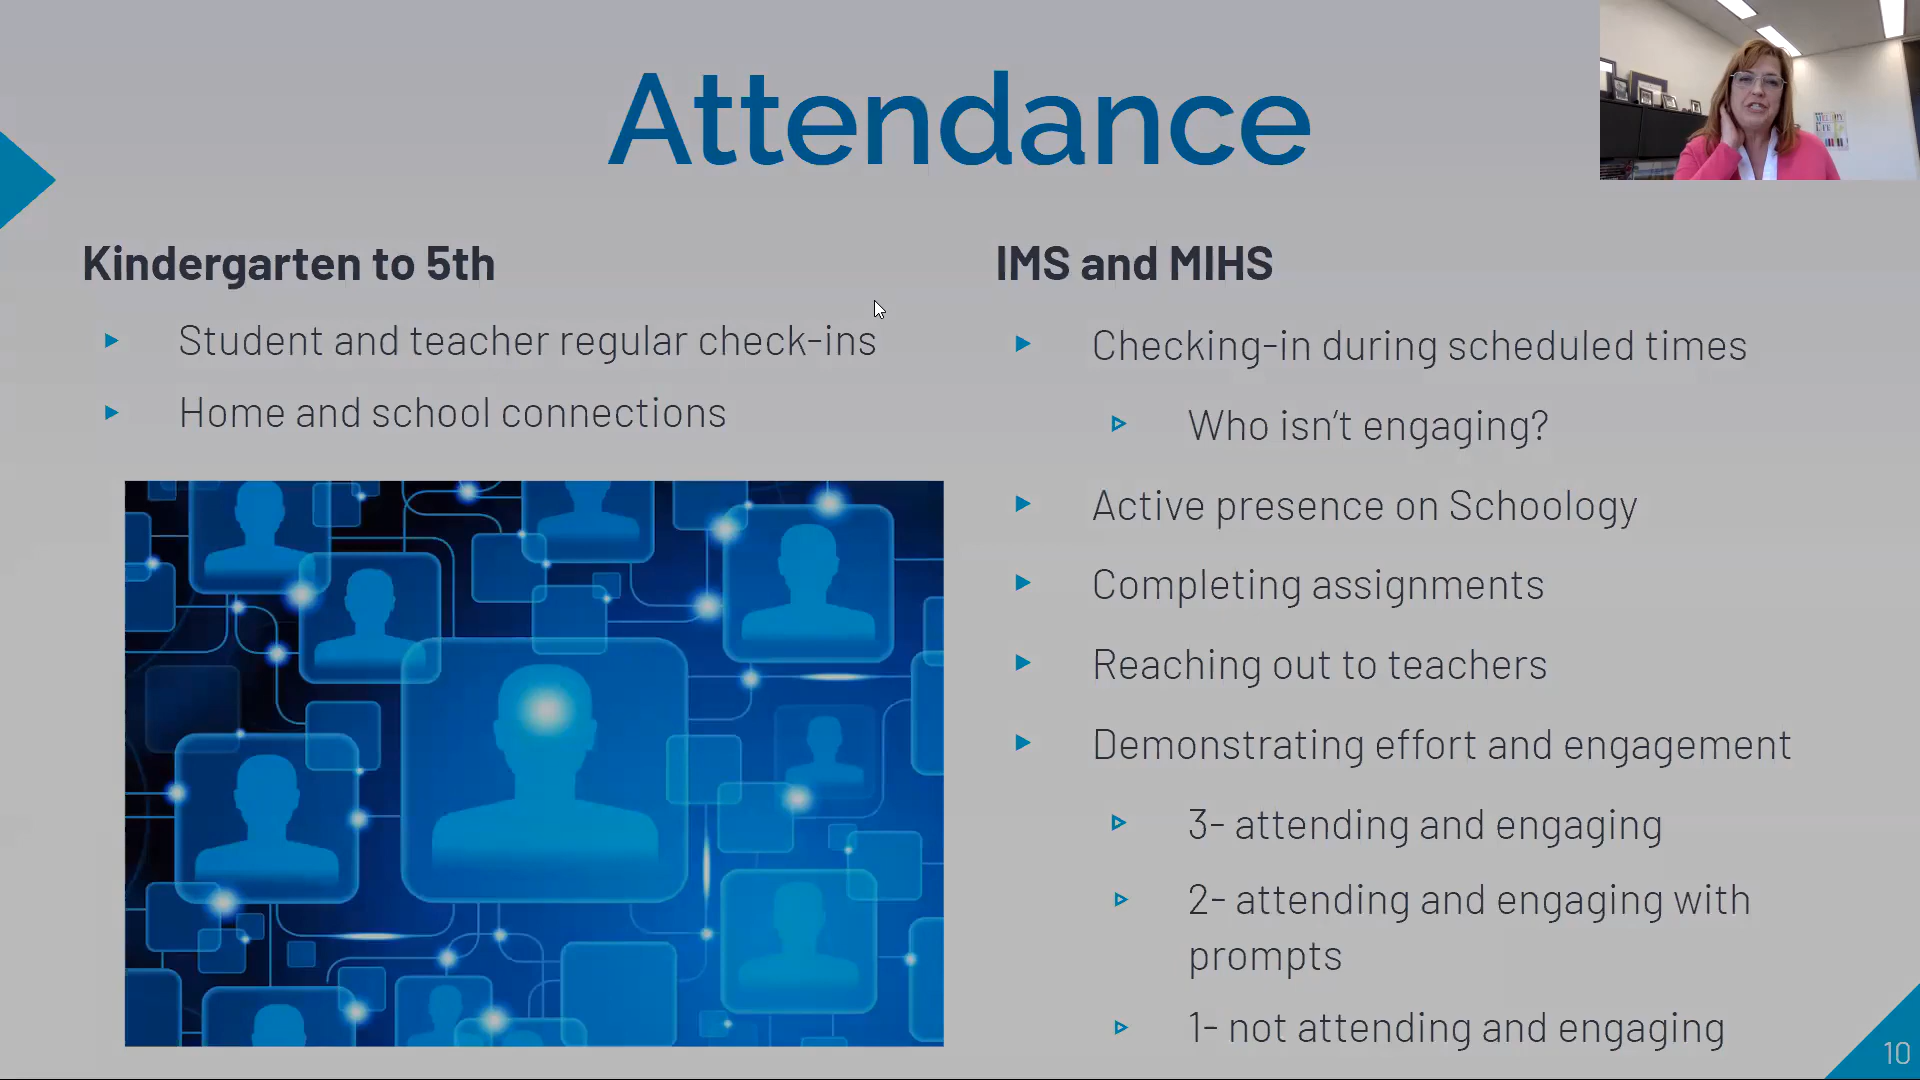 Attendance
Kindergarten to 5th
Student and teacher regular check-ins
Home and school connections
IMS and MIHS
Checking-in during scheduled times
Who isn't engaging?
Active presence on Schoology
Completing assignments
Reaching out to teachers
Demonstrating effort and engagement
3- attending and engaging
2- attending and engaging with
prompts
1- not attending and engaging
10